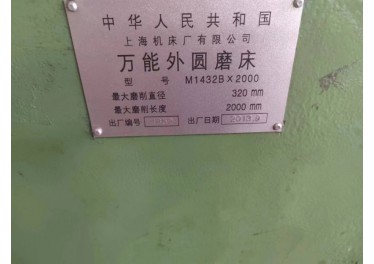 中华人民共和国
上海机床厂有限公司
万能外圆磨床
型号 M1432B×2000
最大磨削直径 320 mm
最大磨削长度 2000 mm
出厂编号 出厂日期 2013.9